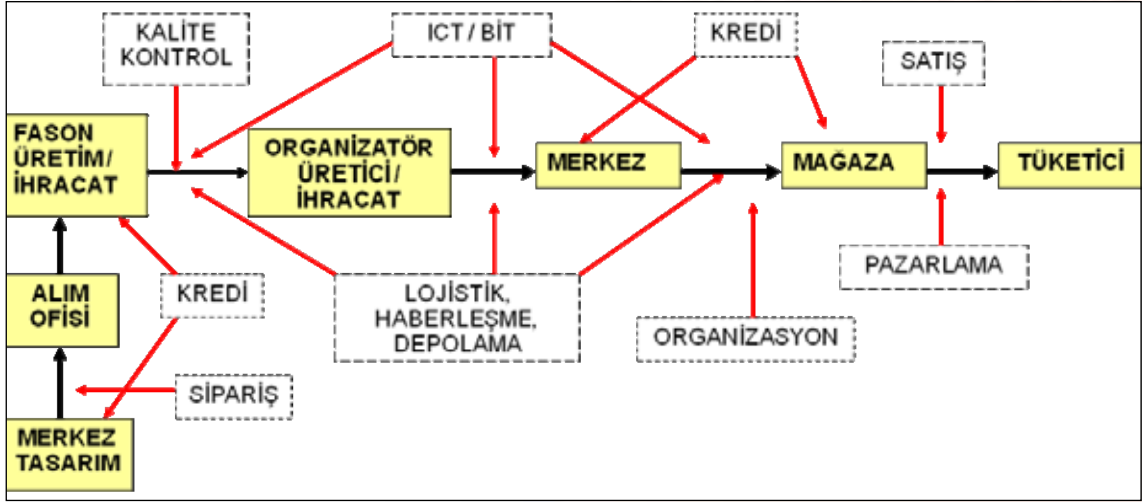 KALİTE
KONTROL
ICT / BİT
KREDİ
SATIŞ
FASON
ÜRETİM/
İHRACAT
ORGANİZATÖR
ÜRETİCİ/
İHRACAT
MERKEZ
MAĞAZA
TÜKETİCİ
ALIM
OFİSİ
KREDİ
LOJİSTİK,
HABERLEŞME,
DEPOLAMA
ORGANİZASYON
PAZARLAMA
SİPARİŞ
MERKEZ
TASARIM